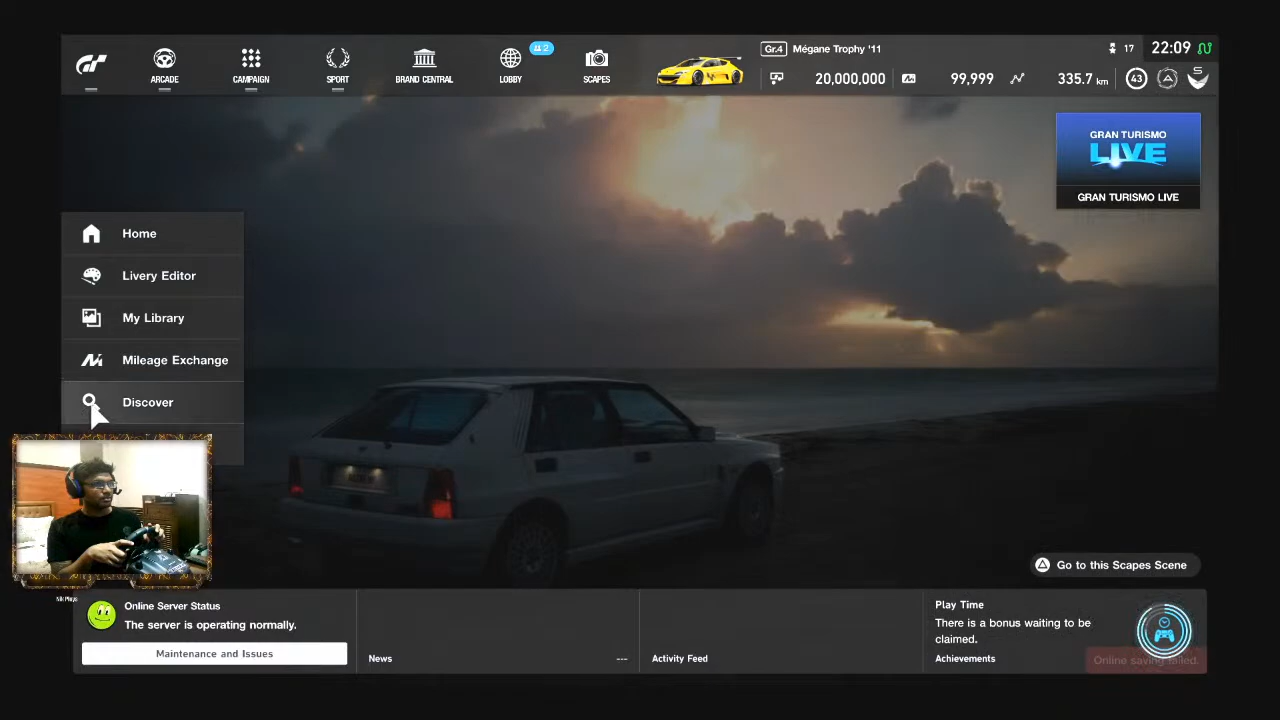 ARCADE
CAMPAIGN
SPORT
BRAND CENTRAL
LOBBY
2
SCAPES
Gr.4 Mégane Trophy '11
17
22:09
20,000,000
99,999
335.7 km
43
S
GRAN TURISMO
LIVE
GRAN TURISMO LIVE
Home
Livery Editor
My Library
Mileage Exchange
Discover
Go to this Scapes Scene
Online Server Status
The server is operating normally.
Maintenance and Issues
News
---
Activity Feed
Play Time
There is a bonus waiting to be
claimed.
Achievements
Online saving failed.